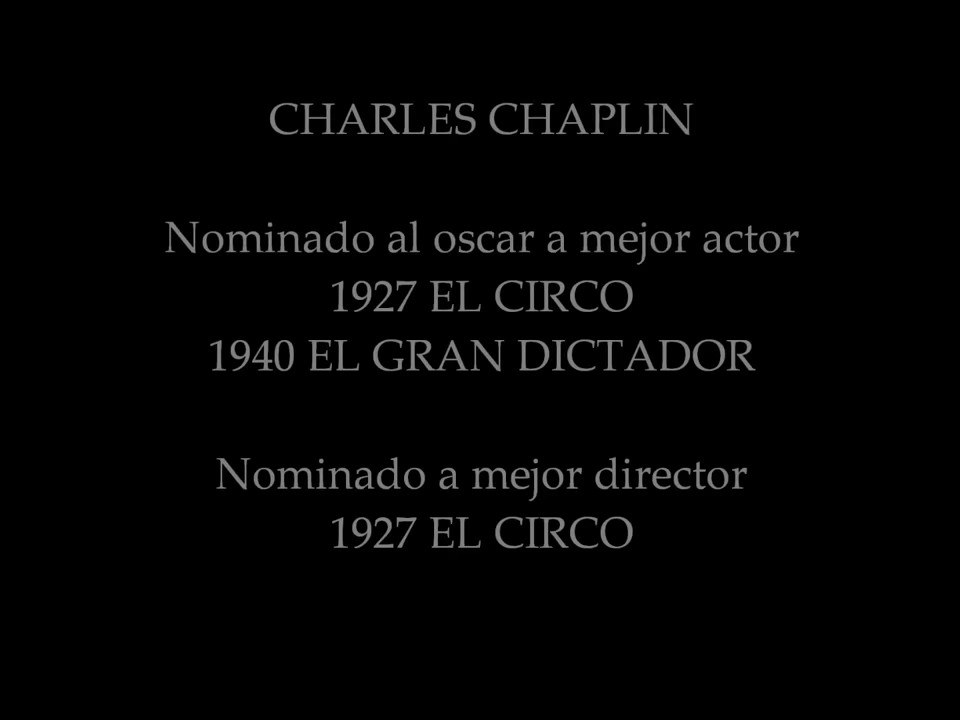 CHARLES CHAPLIN
Nominado al oscar a mejor actor
1927 EL CIRCO
1940 EL GRAN DICTADOR
Nominado a mejor director
1927 EL CIRCO